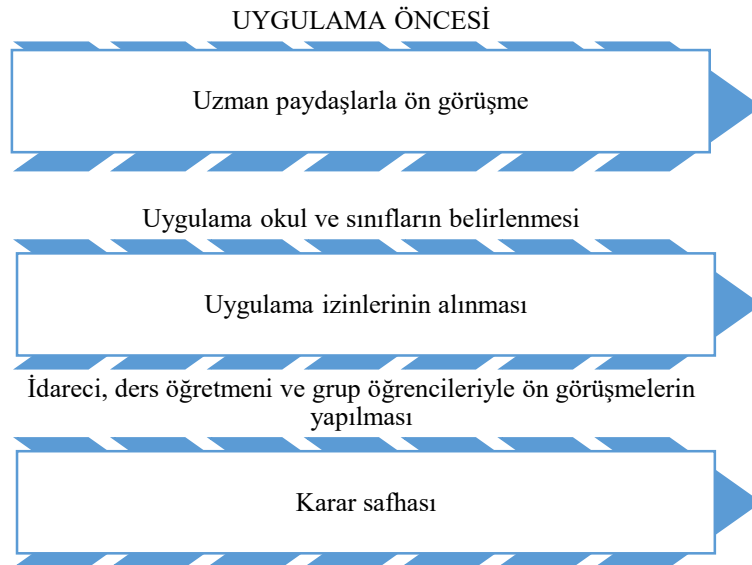 UYGULAMA ÖNCESİ
Uzman paydaşlarla ön görüşme
Uygulama okul ve sınıfların belirlenmesi
Uygulama izinlerinin alınması
İdareci, ders öğretmeni ve grup öğrencileriyle ön görüşmelerin
yapılması
Karar safhası